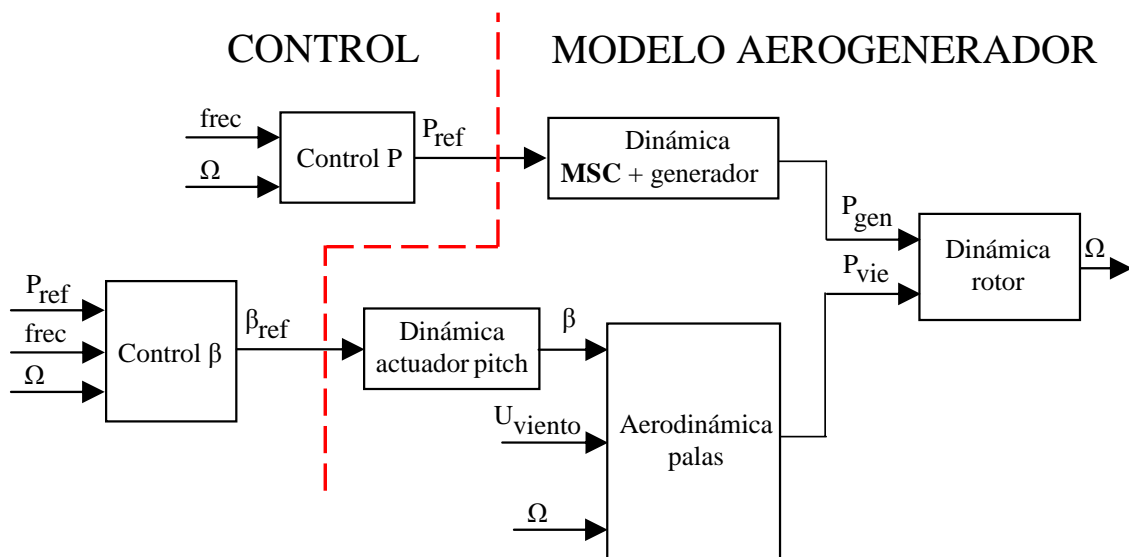 CONTROL
MODELO AEROGENERADOR
frec
Ω
Control P
Pref
Dinámica
MSC + generador
Pgen
Pvie
Dinámica
rotor
Ω
Pref
frec
Ω
Control β
βref
Dinámica
actuador pitch
β
Uviento
Ω
Aerodinámica
palas